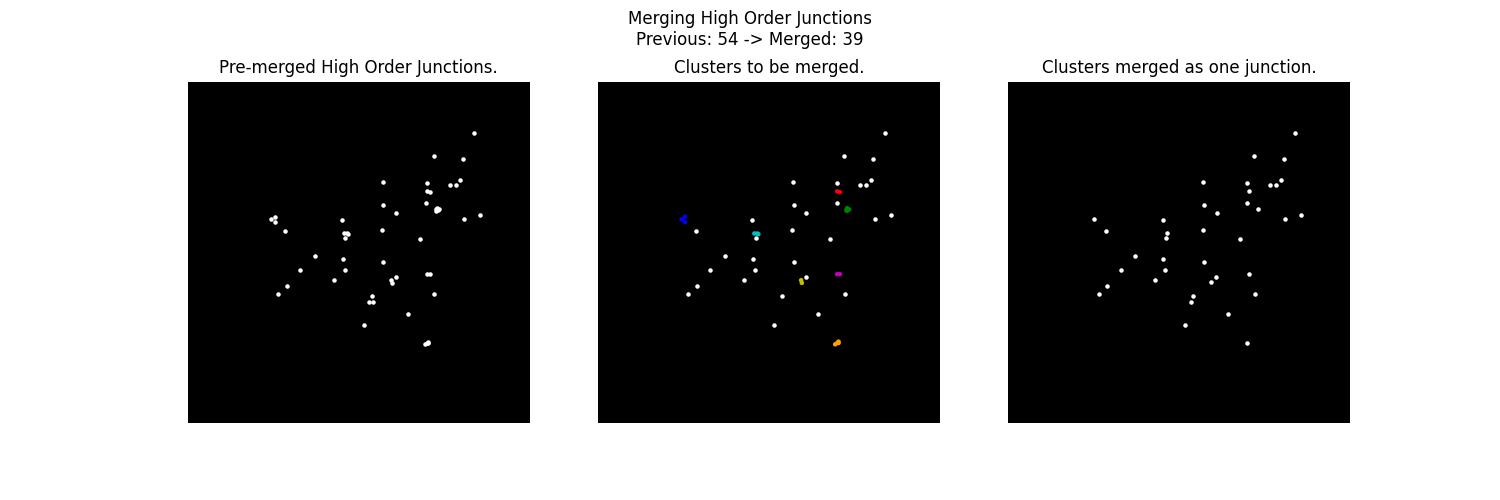 Merging High Order Junctions
Previous: 54 -> Merged: 39
Pre-merged High Order Junctions.
Clusters to be merged.
Clusters merged as one junction.